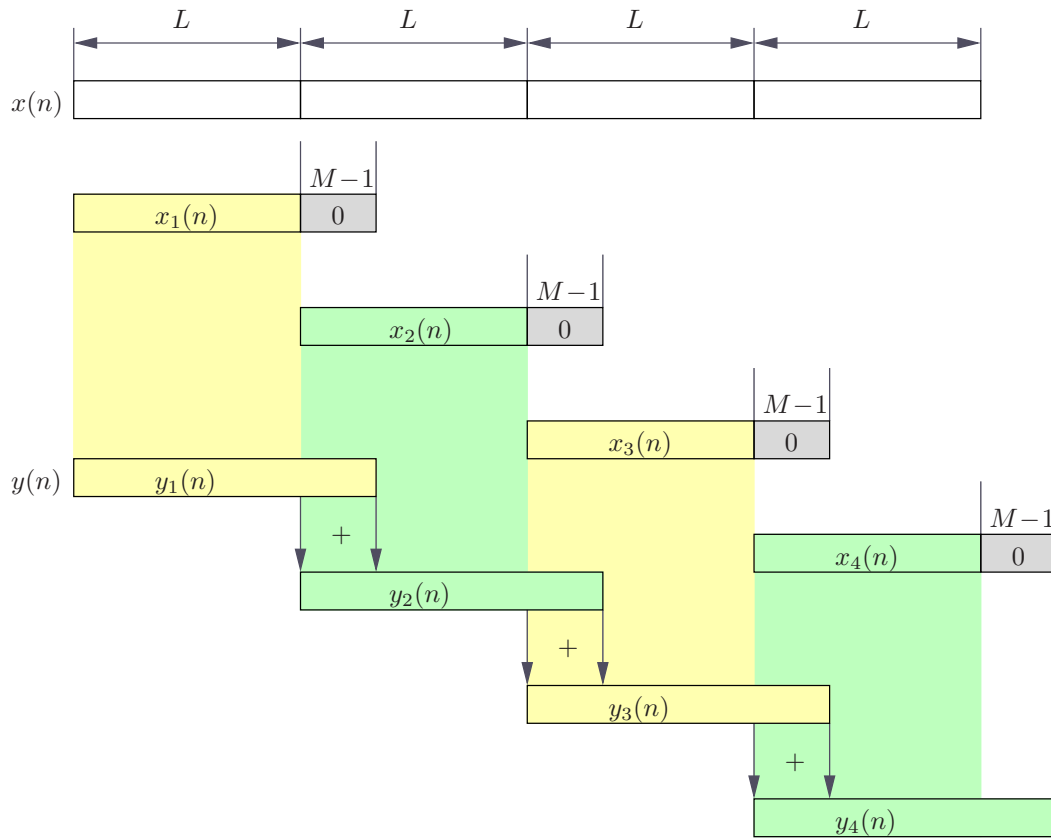 L L L L
x(n)
M−1
x₁(n) 0
M−1
x₂(n) 0
M−1
x₃(n) 0
y(n) y₁(n)
M−1
+
x₄(n) 0
y₂(n)
+
y₃(n)
+
y₄(n)